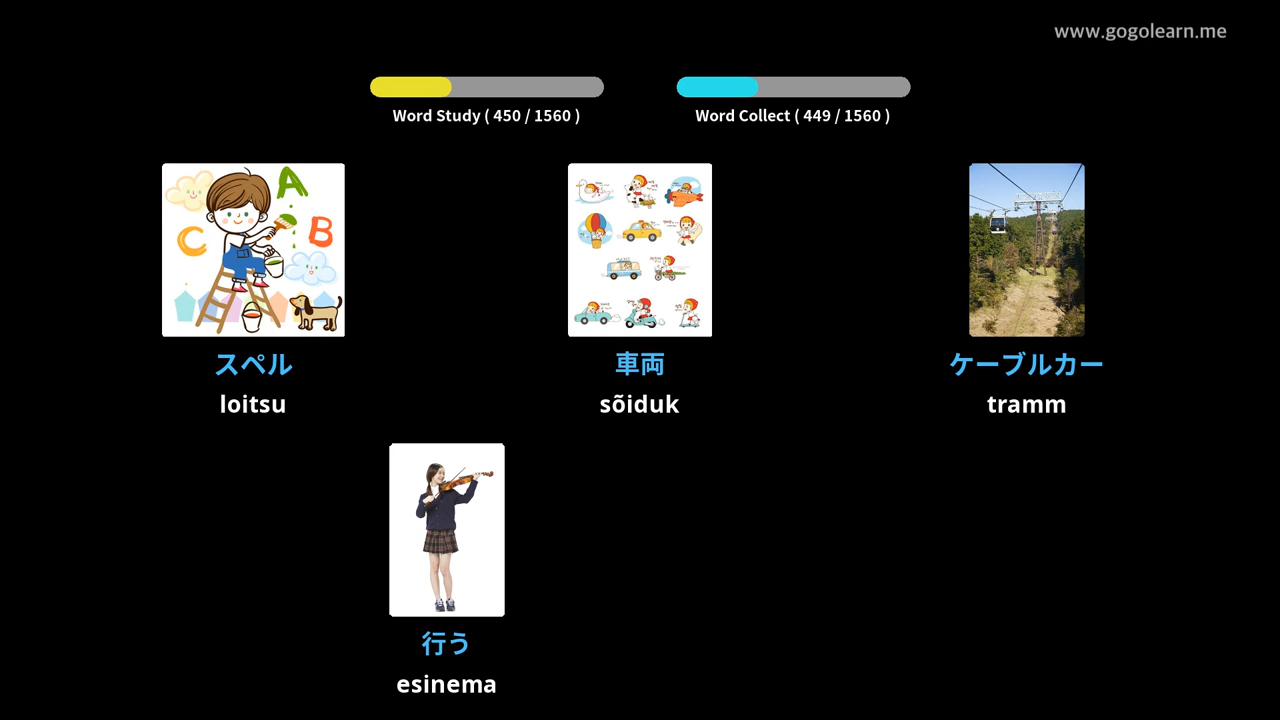 www.gogolearn.me
Word Study ( 450 / 1560 )
Word Collect ( 449 / 1560 )
A
B
C
スペル
loitsu
車両
sõiduk
ケーブルカー
tramm
行う
esinema